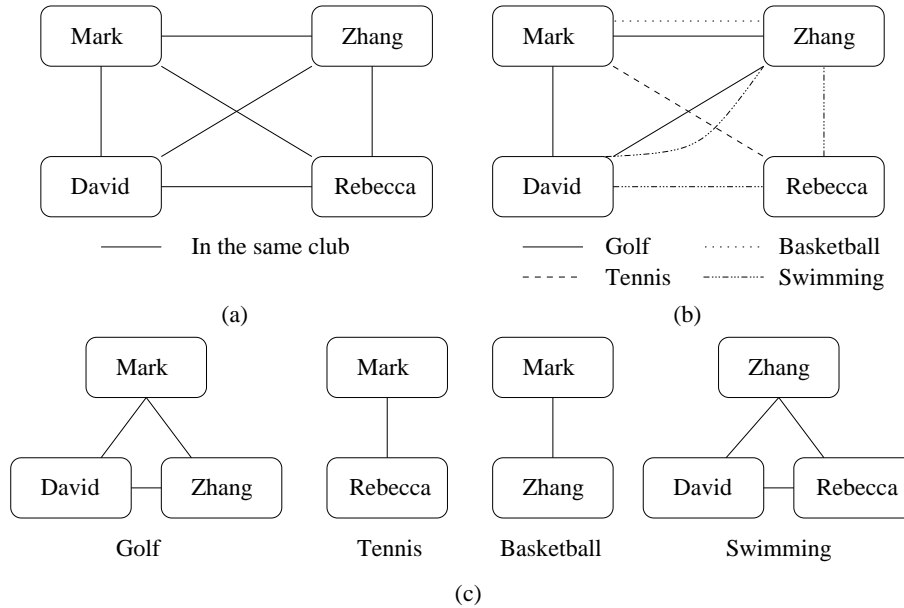 Mark Zhang Mark Zhang
David Rebecca David Rebecca
In the same club Golf Basketball
Tennis Swimming
(a) (b)
Mark Mark Mark Zhang
David Zhang Rebecca Zhang David Rebecca
Golf Tennis Basketball Swimming
(c)